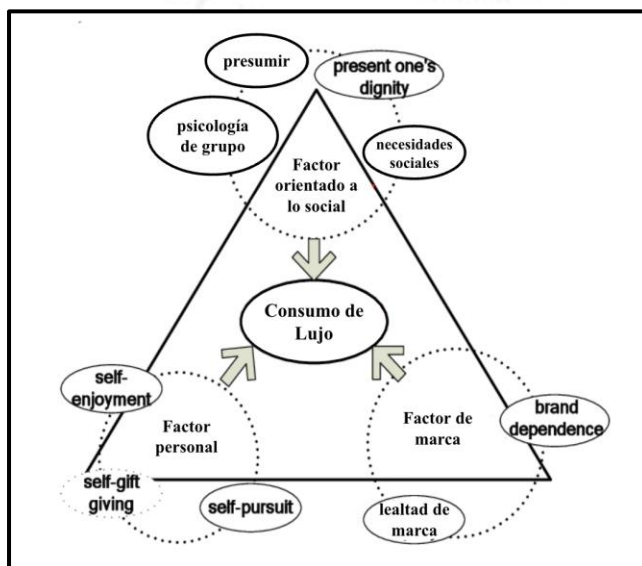 presumir
present one's
dignity
psicología
de grupo
necesidades
sociales
Factor
orientado a
lo social
Consumo de
Lujo
self-
enjoyment
Factor
personal
Factor de
marca
brand
dependence
self-gift
giving
self-pursuit
lealtad de
marca